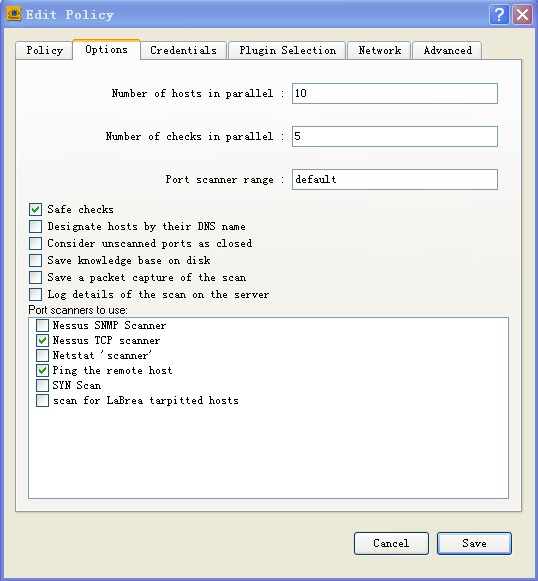 Edit Policy
Policy Options Credentials Plugin Selection Network Advanced
Number of hosts in parallel : 10
Number of checks in parallel : 5
Port scanner range : default
Safe checks
Designate hosts by their DNS name
Consider unscanned ports as closed
Save knowledge base on disk
Save a packet capture of the scan
Log details of the scan on the server
Port scanners to use:
Nessus SNMP Scanner
Nessus TCP scanner
Netstat 'scanner'
Ping the remote host
SYN Scan
scan for LaBrea tarpitted hosts
Cancel Save